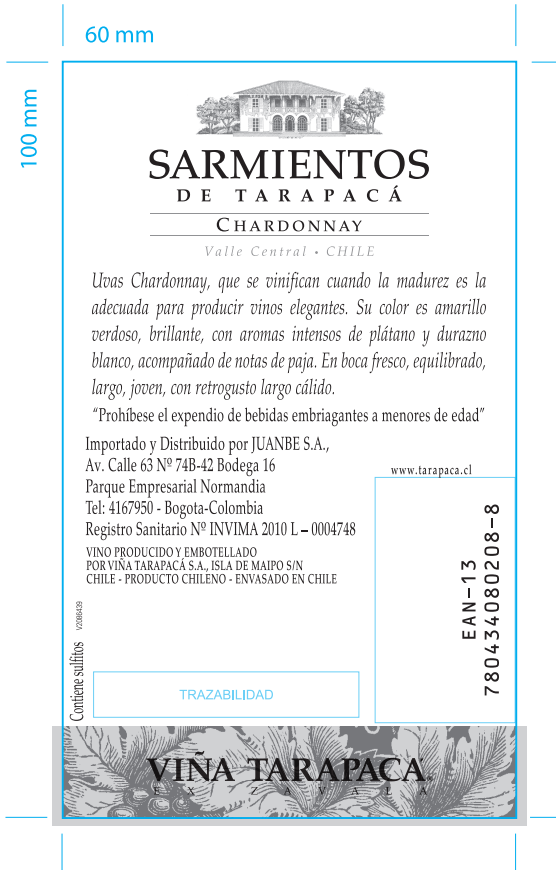 60 mm
100 mm
SARMIENTOS
DE TARAPACÁ
CHARDONNAY
Valle Central • CHILE
Uvas Chardonnay, que se vinifican cuando la madurez es la
adecuada para producir vinos elegantes. Su color es amarillo
verdoso, brillante, con aromas intensos de plátano y durazno
blanco, acompañado de notas de paja. En boca fresco, equilibrado,
largo, joven, con retrogusto largo cálido.
“Prohíbese el expendio de bebidas embriagantes a menores de edad”
Importado y Distribuido por JUANBE S.A.,
Av. Calle 63 Nº 74B-42 Bodega 16
Parque Empresarial Normandia
Tel: 4167950 - Bogota-Colombia
Registro Sanitario Nº INVIMA 2010 L – 0004748
VINO PRODUCIDO Y EMBOTELLADO
POR VIÑA TARAPACÁ S.A., ISLA DE MAIPO S/N
CHILE - PRODUCTO CHILENO - ENVASADO EN CHILE
www.tarapaca.cl
EAN-13
780434080208-8
Contiene sulfitos
V2086439
TRAZABILIDAD
VIÑA TARAPACÁ
EX ZAVALA